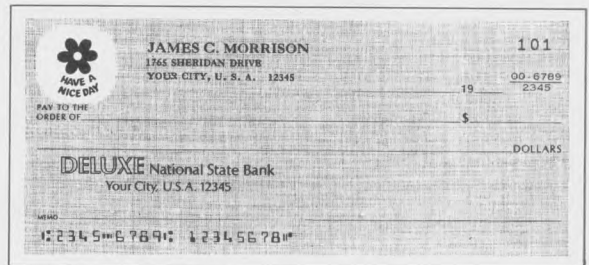 JAMES C. MORRISON
101
1765 SHERIDAN DRIVE
YOUR CITY, U. S. A. 12345
HAVE A
NICE DAY
19
00-6789
2345
PAY TO THE
ORDER OF
$
DOLLARS
DELUXE National State Bank
Your City, U.S.A. 12345
MEMO
⑆2345⑉6789⑆ 12345678⑈